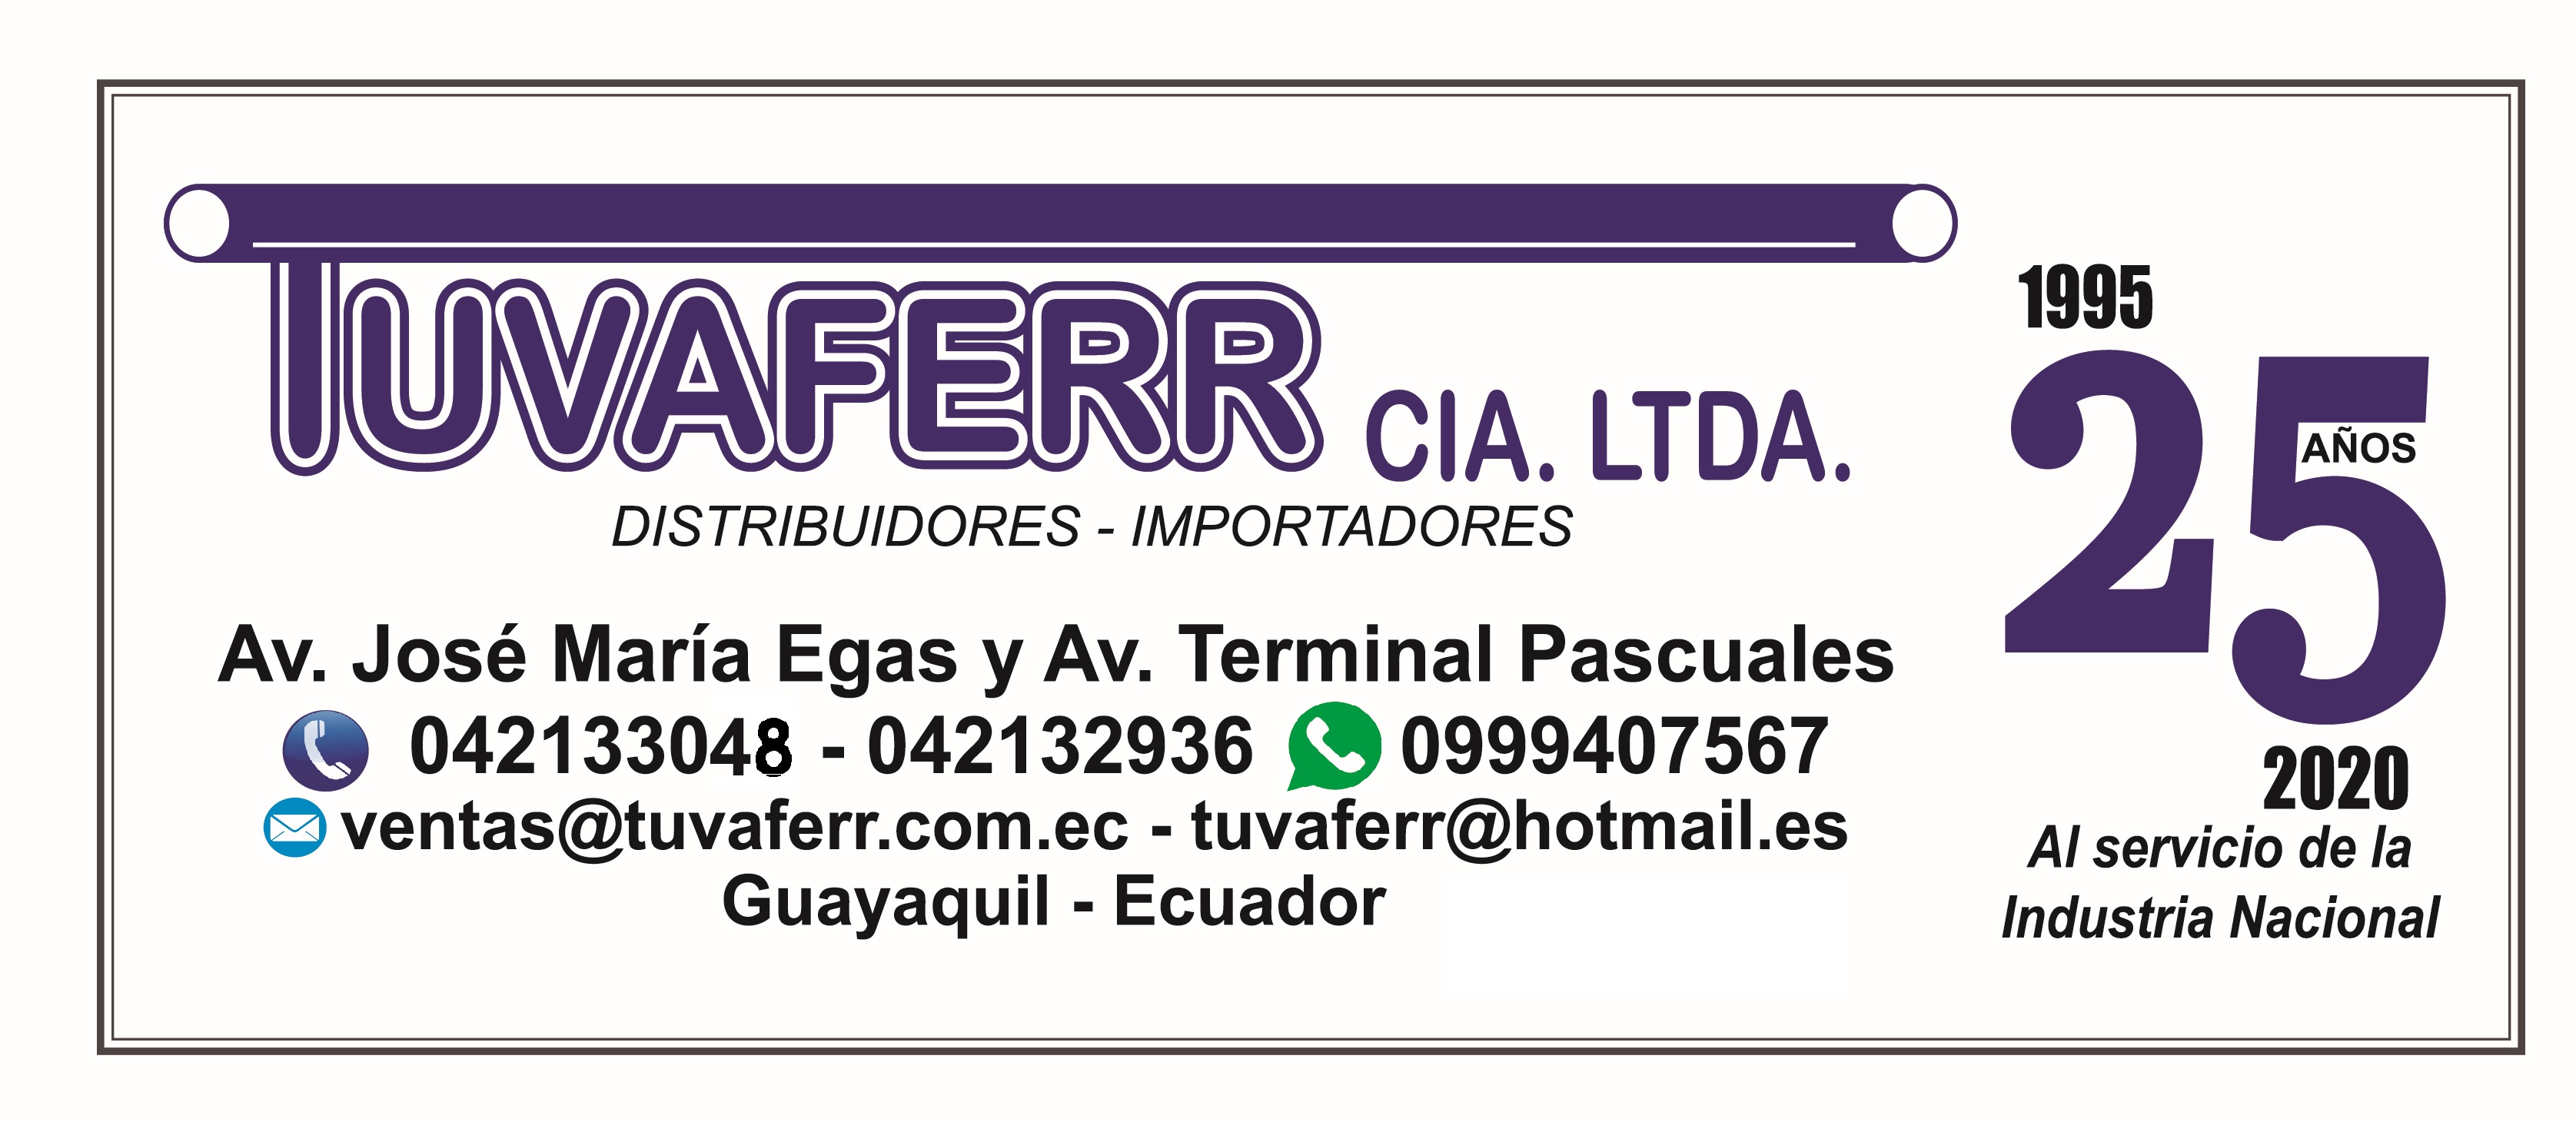 TUVAFERR CIA. LTDA.
DISTRIBUIDORES - IMPORTADORES
Av. José María Egas y Av. Terminal Pascuales
042133048 - 042132936 0999407567
ventas@tuvaferr.com.ec - tuvaferr@hotmail.es
Guayaquil - Ecuador
1995
25
AÑOS
2020
Al servicio de la
Industria Nacional